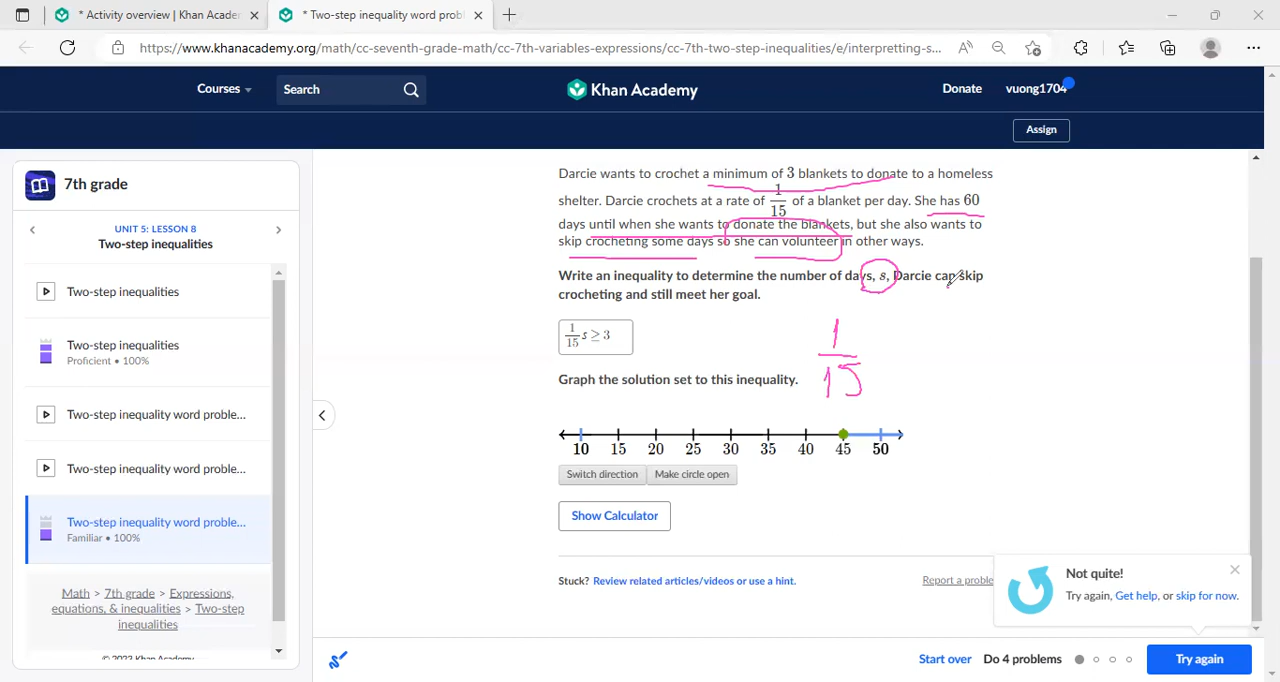 * Activity overview | Khan Acader
* Two-step inequality word probl
https://www.khanacademy.org/math/cc-seventh-grade-math/cc-7th-variables-expressions/cc-7th-two-step-inequalities/e/interpretting-s...
Courses
Search
Khan Academy
Donate
vuong1704
Assign
7th grade
UNIT 5: LESSON 8
Two-step inequalities
Two-step inequalities
Two-step inequalities
Proficient • 100%
Two-step inequality word proble...
Two-step inequality word proble...
Two-step inequality word proble...
Familiar • 100%
Math > 7th grade > Expressions,
equations, & inequalities > Two-step
inequalities
© 2023 Khan Academy
Darcie wants to crochet a minimum of 3 blankets to donate to a homeless
shelter. Darcie crochets at a rate of 1/15 of a blanket per day. She has 60
days until when she wants to donate the blankets, but she also wants to
skip crocheting some days so she can volunteer in other ways.
Write an inequality to determine the number of days, s, Darcie can skip
crocheting and still meet her goal.
1/15 s ≥ 3
1
15
Graph the solution set to this inequality.
10 15 20 25 30 35 40 45 50
Switch direction
Make circle open
Show Calculator
Stuck? Review related articles/videos or use a hint.
Report a proble
Not quite!
Try again, Get help, or skip for now.
Start over
Do 4 problems
Try again